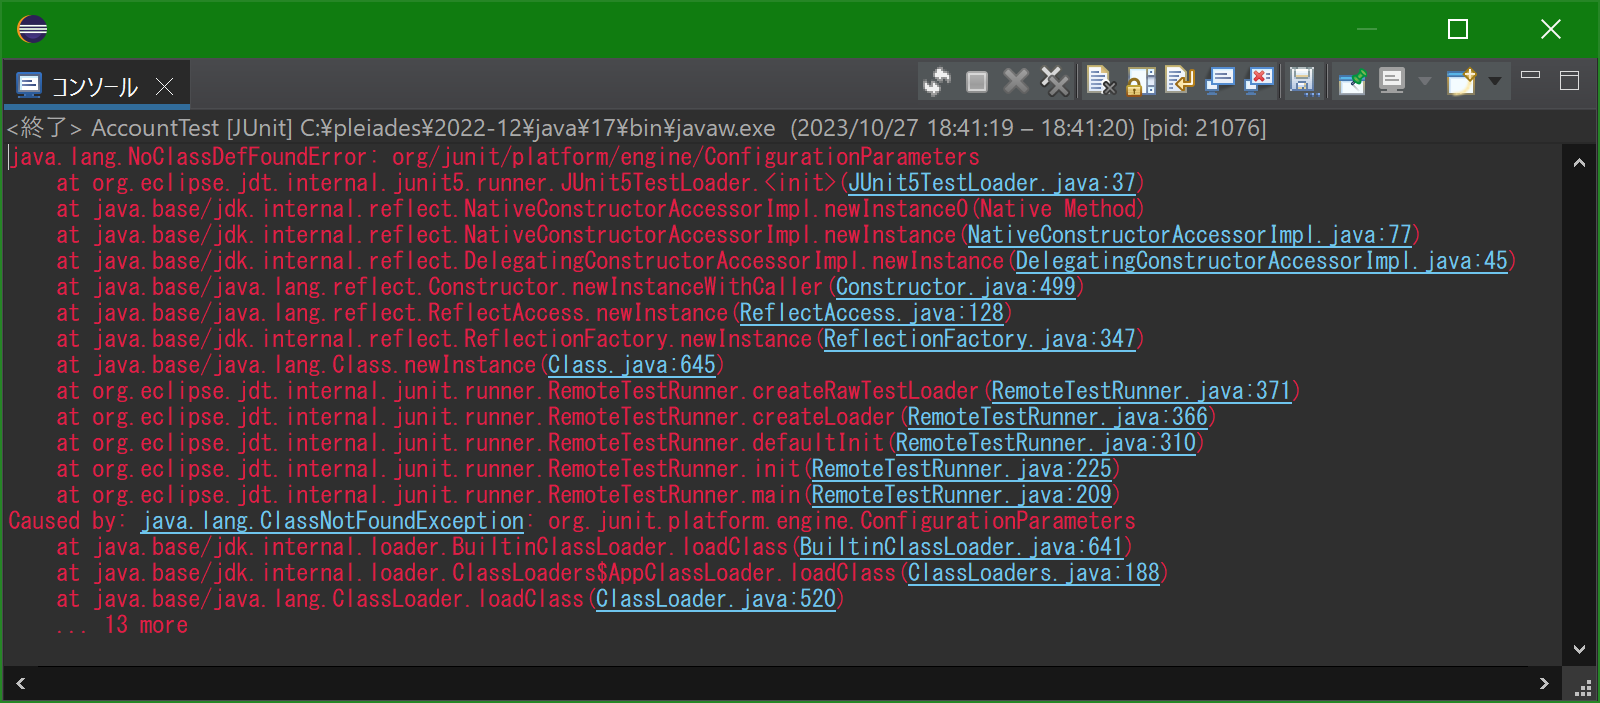 コンソール
<終了> AccountTest [JUnit] C:¥pleiades¥2022-12¥java¥17¥bin¥javaw.exe  (2023/10/27 18:41:19 – 18:41:20) [pid: 21076]
java.lang.NoClassDefFoundError: org/junit/platform/engine/ConfigurationParameters
    at org.eclipse.jdt.internal.junit5.runner.JUnit5TestLoader.<init>(JUnit5TestLoader.java:37)
    at java.base/jdk.internal.reflect.NativeConstructorAccessorImpl.newInstance0(Native Method)
    at java.base/jdk.internal.reflect.NativeConstructorAccessorImpl.newInstance(NativeConstructorAccessorImpl.java:77)
    at java.base/jdk.internal.reflect.DelegatingConstructorAccessorImpl.newInstance(DelegatingConstructorAccessorImpl.java:45)
    at java.base/java.lang.reflect.Constructor.newInstanceWithCaller(Constructor.java:499)
    at java.base/java.lang.reflect.ReflectAccess.newInstance(ReflectAccess.java:128)
    at java.base/jdk.internal.reflect.ReflectionFactory.newInstance(ReflectionFactory.java:347)
    at java.base/java.lang.Class.newInstance(Class.java:645)
    at org.eclipse.jdt.internal.junit.runner.RemoteTestRunner.createRawTestLoader(RemoteTestRunner.java:371)
    at org.eclipse.jdt.internal.junit.runner.RemoteTestRunner.createLoader(RemoteTestRunner.java:366)
    at org.eclipse.jdt.internal.junit.runner.RemoteTestRunner.defaultInit(RemoteTestRunner.java:310)
    at org.eclipse.jdt.internal.junit.runner.RemoteTestRunner.init(RemoteTestRunner.java:225)
    at org.eclipse.jdt.internal.junit.runner.RemoteTestRunner.main(RemoteTestRunner.java:209)
Caused by: java.lang.ClassNotFoundException: org.junit.platform.engine.ConfigurationParameters
    at java.base/jdk.internal.loader.BuiltinClassLoader.loadClass(BuiltinClassLoader.java:641)
    at java.base/jdk.internal.loader.ClassLoaders$AppClassLoader.loadClass(ClassLoaders.java:188)
    at java.base/java.lang.ClassLoader.loadClass(ClassLoader.java:520)
    ... 13 more